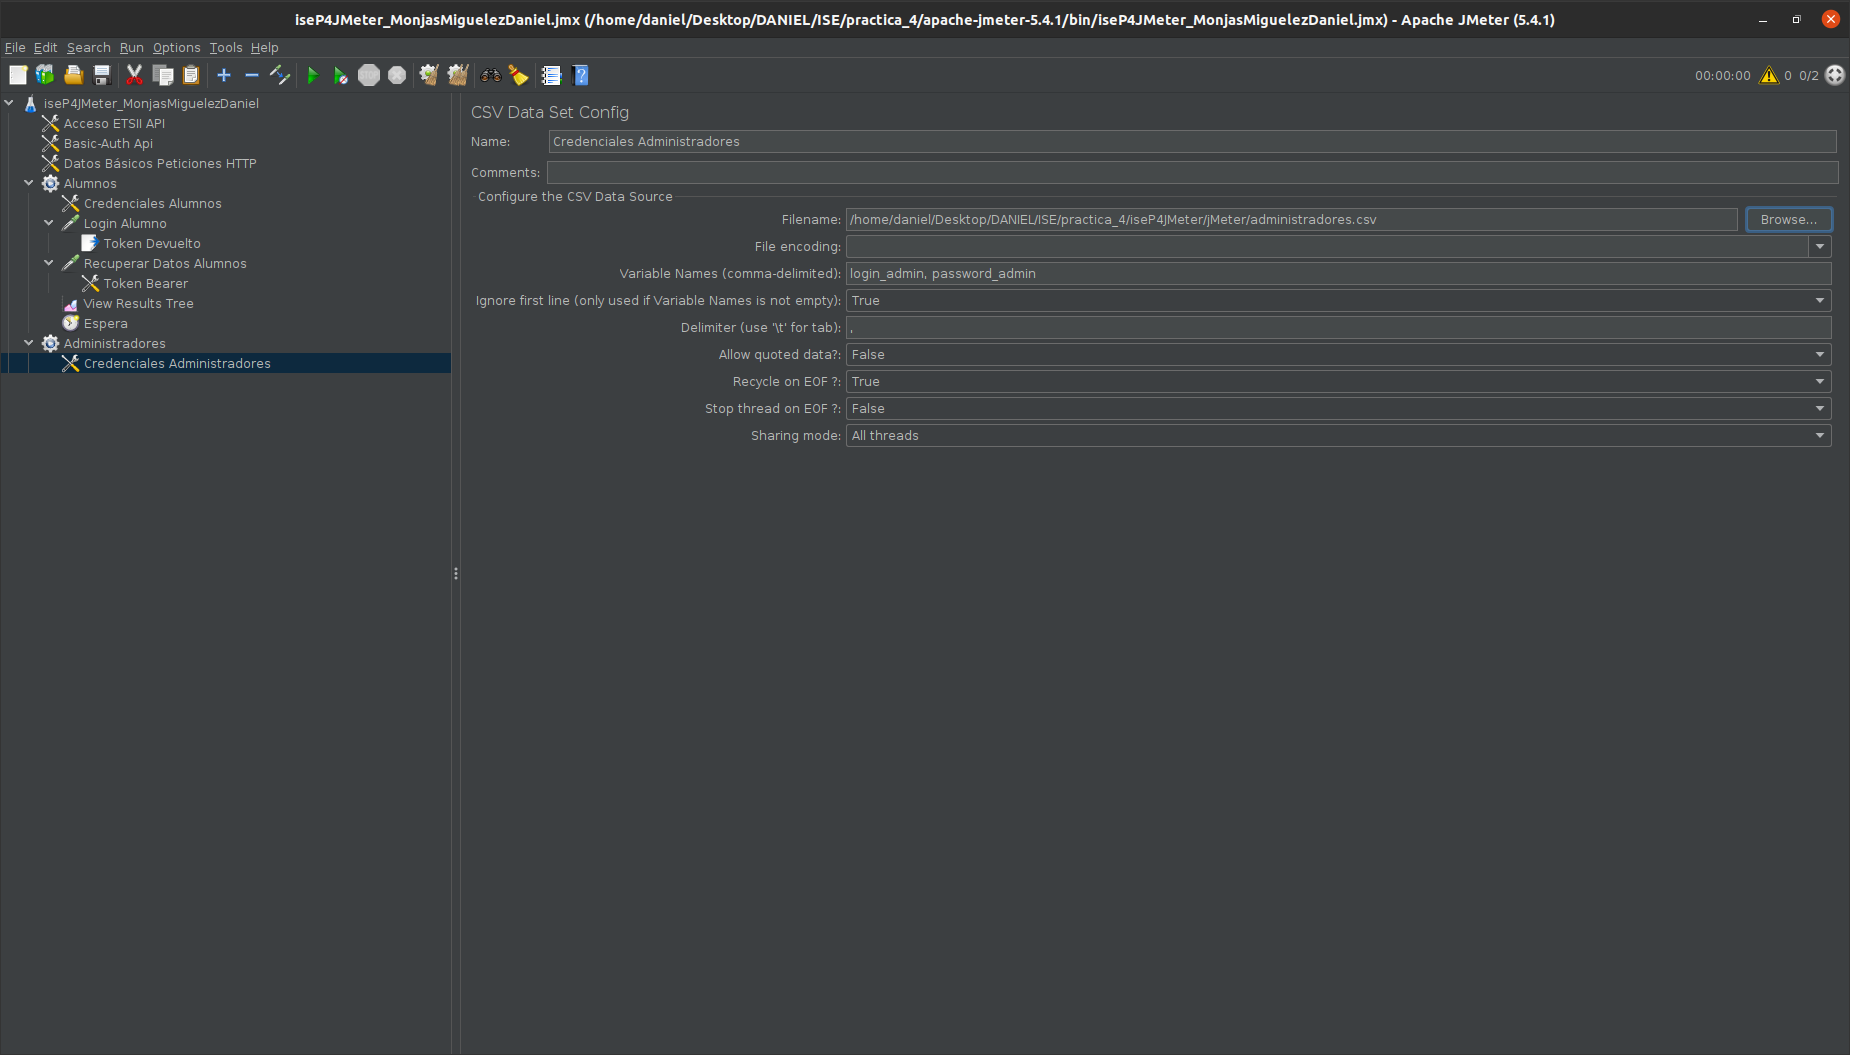 iseP4JMeter_MonjasMiguelezDaniel.jmx (/home/daniel/Desktop/DANIEL/ISE/practica_4/apache-jmeter-5.4.1/bin/iseP4JMeter_MonjasMiguelezDaniel.jmx) - Apache JMeter (5.4.1)
File Edit Search Run Options Tools Help
STOP 00:00:00 0 0/2
iseP4JMeter_MonjasMiguelezDaniel
Acceso ETSII API
Basic-Auth Api
Datos Básicos Peticiones HTTP
Alumnos
Credenciales Alumnos
Login Alumno
Token Devuelto
Recuperar Datos Alumnos
Token Bearer
View Results Tree
Espera
Administradores
Credenciales Administradores
CSV Data Set Config
Name: Credenciales Administradores
Comments:
Configure the CSV Data Source
Filename: /home/daniel/Desktop/DANIEL/ISE/practica_4/iseP4JMeter/jMeter/administradores.csv Browse...
File encoding:
Variable Names (comma-delimited): login_admin, password_admin
Ignore first line (only used if Variable Names is not empty): True
Delimiter (use '\t' for tab): ,
Allow quoted data?: False
Recycle on EOF ?: True
Stop thread on EOF ?: False
Sharing mode: All threads